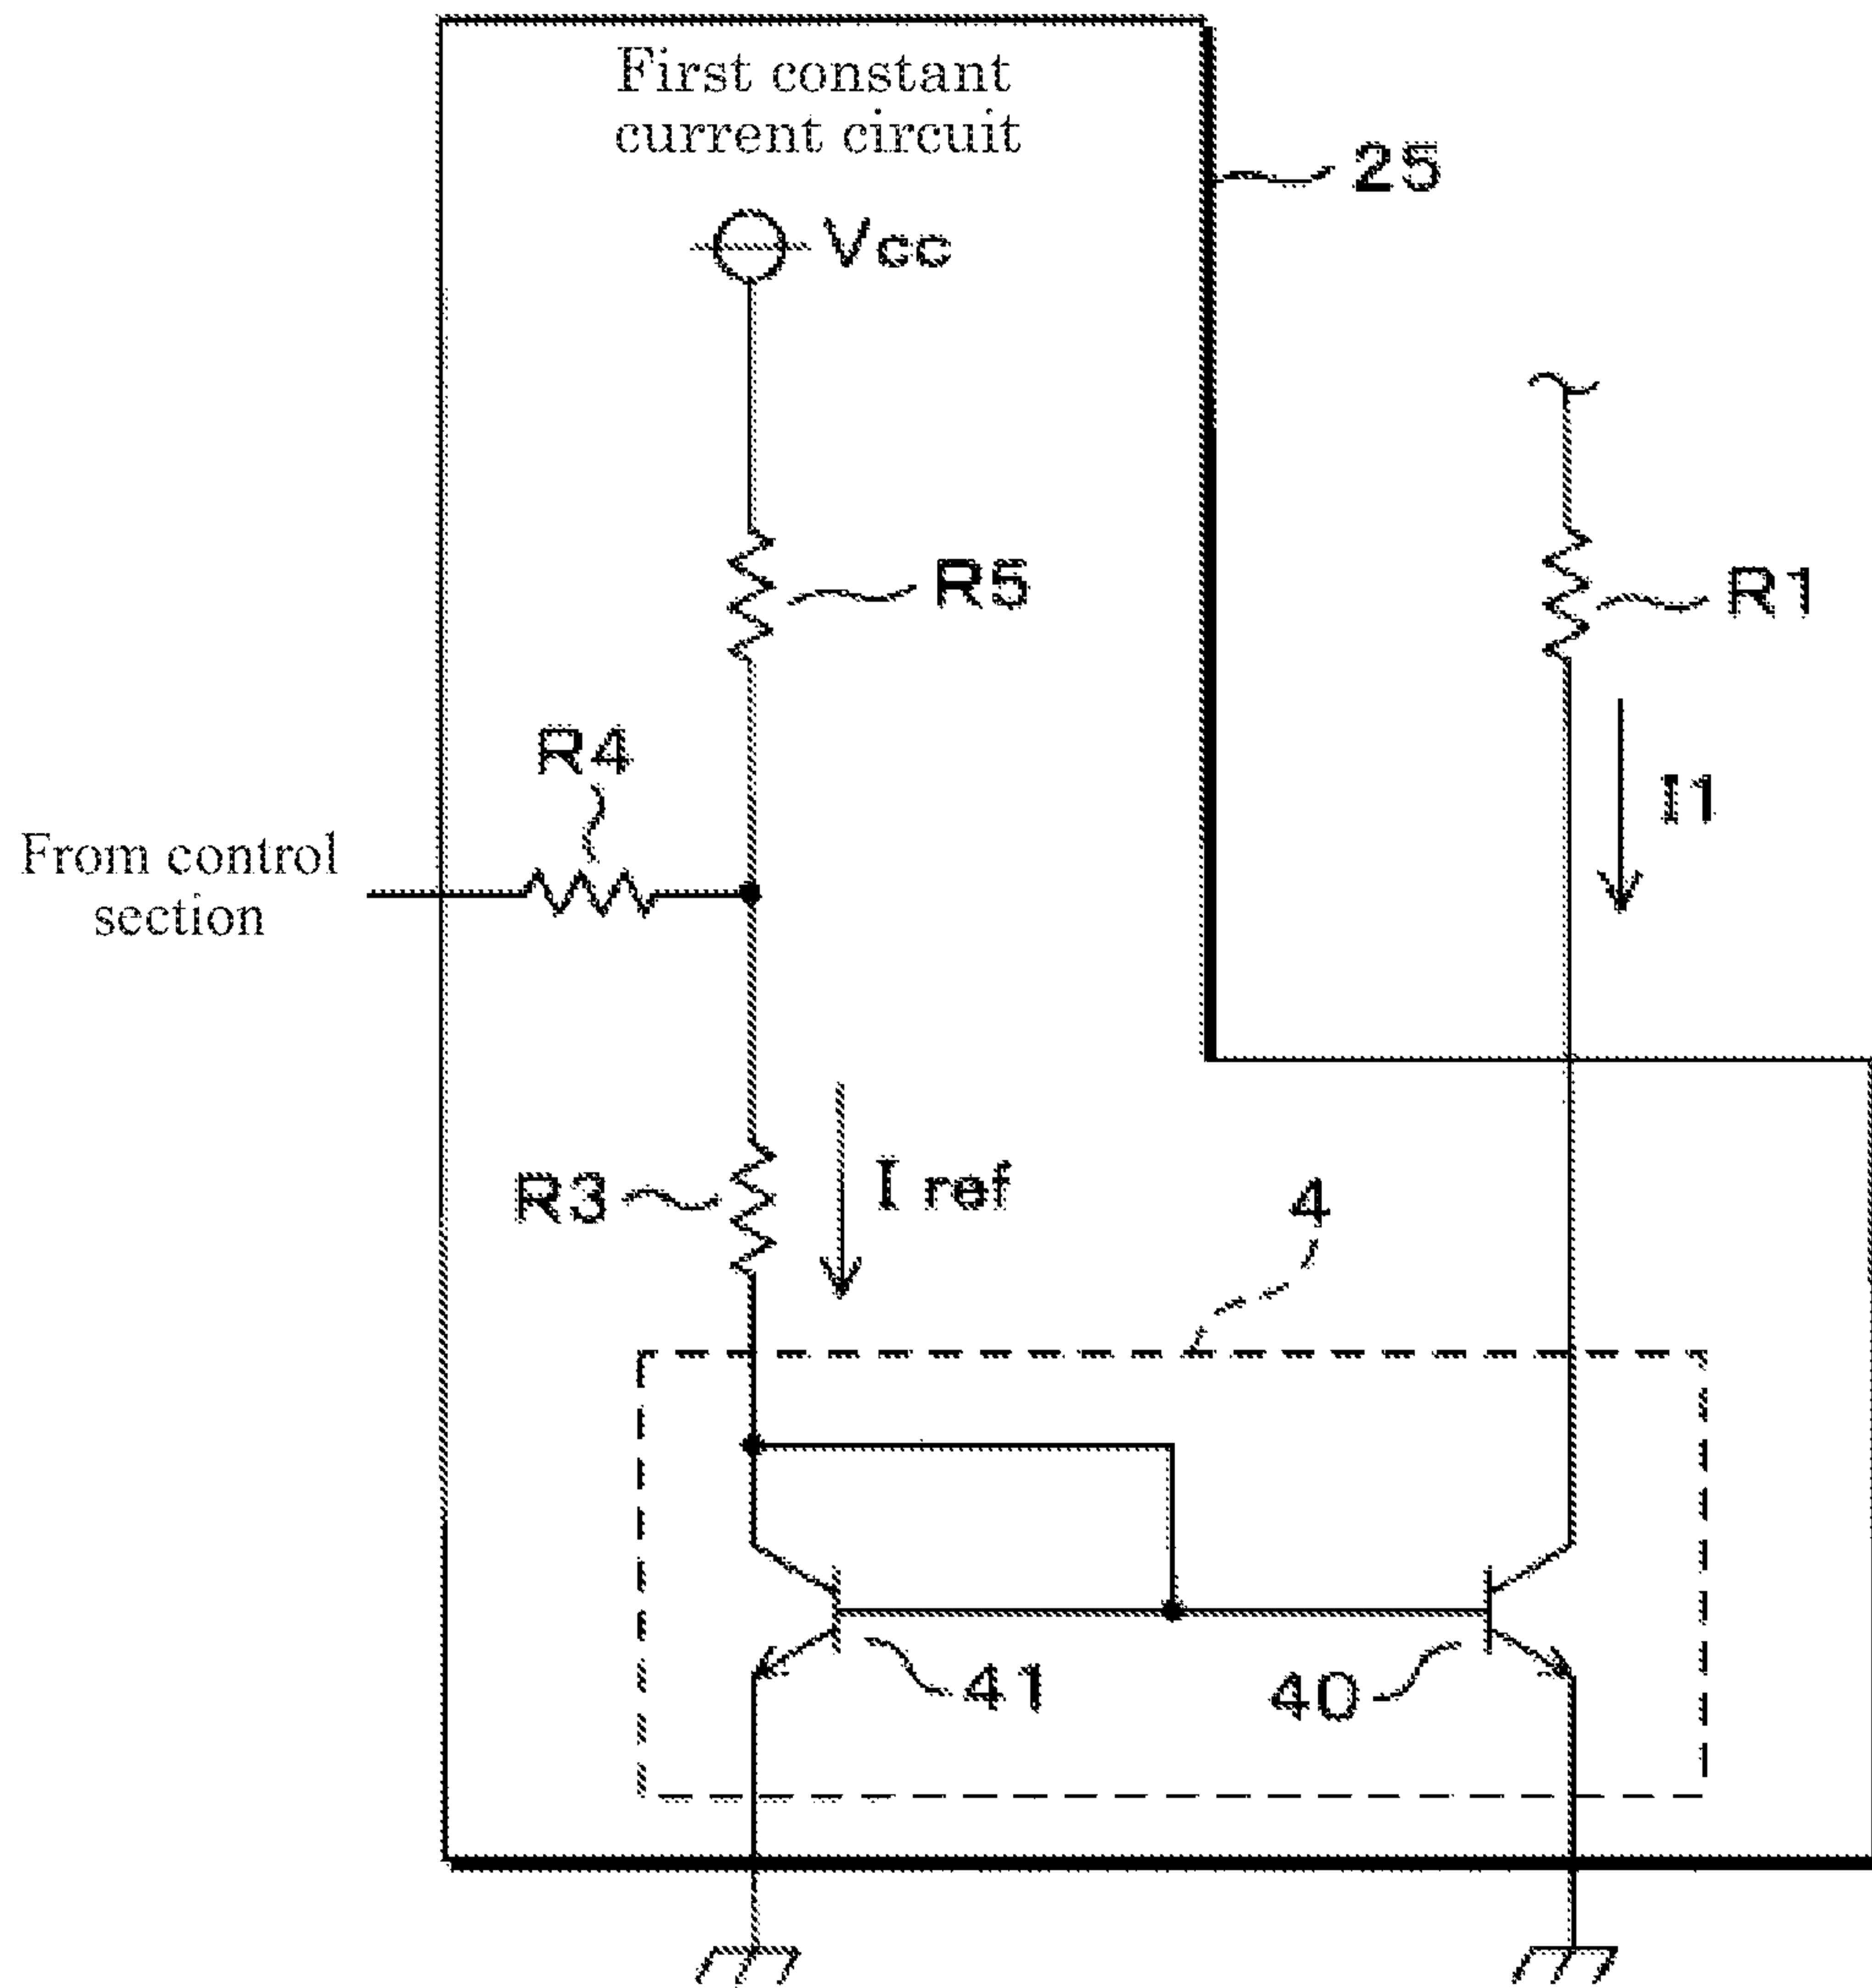 First constant
current circuit
25
Vcc
R5
R1
R4
I1
From control
section
R3
I ref
4
41
40